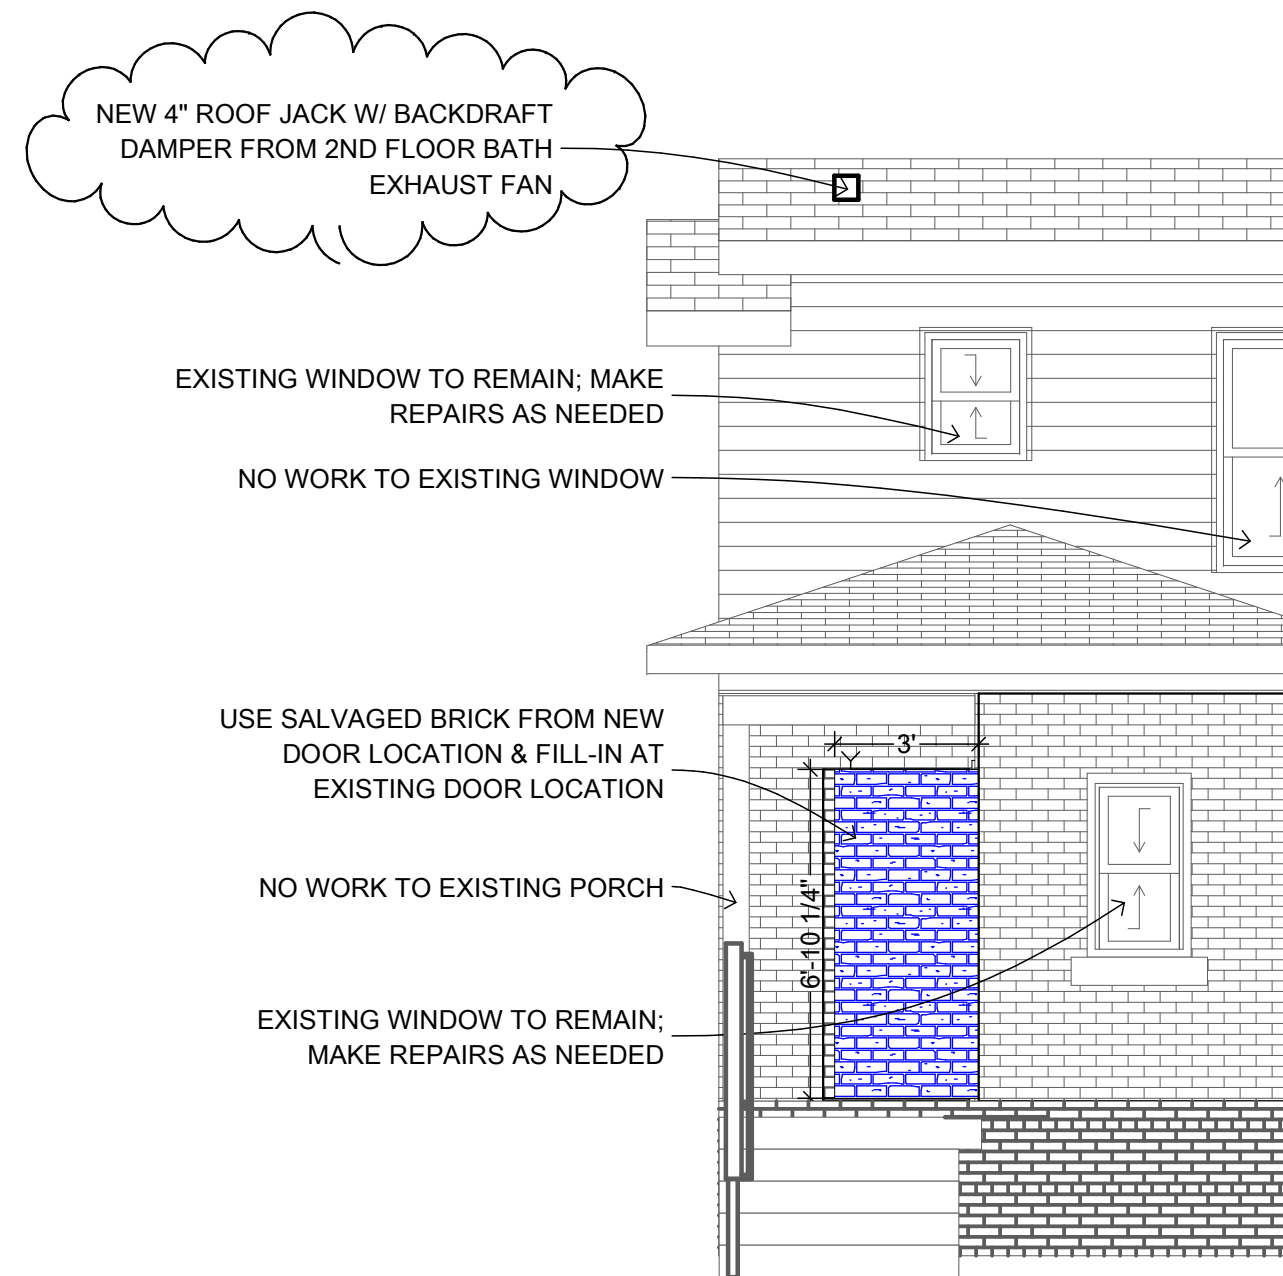 NEW 4" ROOF JACK W/ BACKDRAFT
DAMPER FROM 2ND FLOOR BATH
EXHAUST FAN
EXISTING WINDOW TO REMAIN; MAKE
REPAIRS AS NEEDED
NO WORK TO EXISTING WINDOW
USE SALVAGED BRICK FROM NEW
DOOR LOCATION & FILL-IN AT
EXISTING DOOR LOCATION
3'
6'-10 1/4"
NO WORK TO EXISTING PORCH
EXISTING WINDOW TO REMAIN;
MAKE REPAIRS AS NEEDED